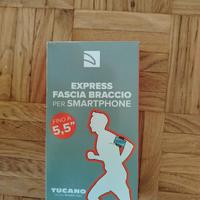 EXPRESS
FASCIA BRACCIO
PER SMARTPHONE
FINO A
5,5"
TUCANO